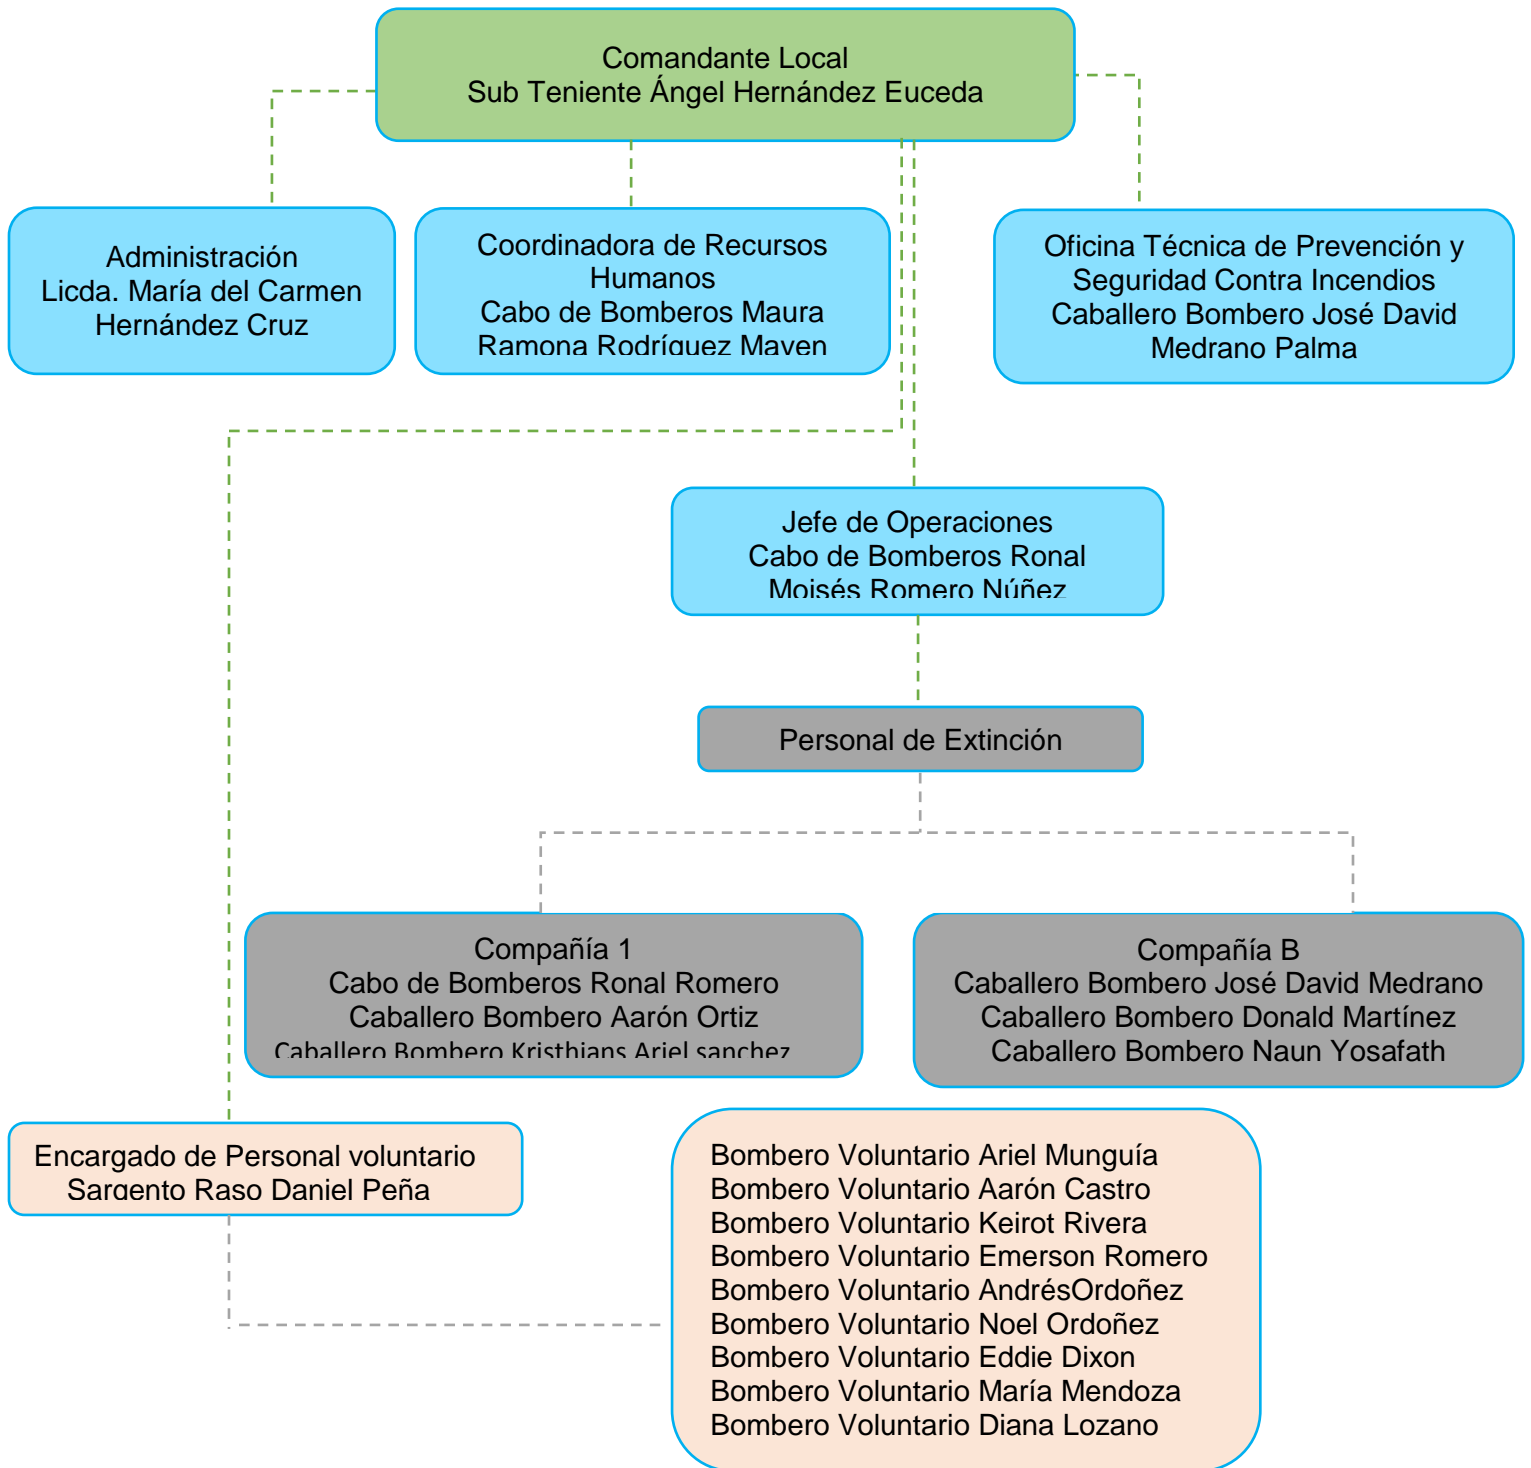 Comandante Local
Sub Teniente Ángel Hernández Euceda
Administración
Licda. María del Carmen
Hernández Cruz
Coordinadora de Recursos
Humanos
Cabo de Bomberos Maura
Ramona Rodríguez Maven
Oficina Técnica de Prevención y
Seguridad Contra Incendios
Caballero Bombero José David
Medrano Palma
Jefe de Operaciones
Cabo de Bomberos Ronal
Moisés Romero Núñez
Personal de Extinción
Compañía 1
Cabo de Bomberos Ronal Romero
Caballero Bombero Aarón Ortiz
Caballero Bombero Kristhians Ariel sanchez
Compañía B
Caballero Bombero José David Medrano
Caballero Bombero Donald Martínez
Caballero Bombero Naun Yosafath
Encargado de Personal voluntario
Sargento Raso Daniel Peña
Bombero Voluntario Ariel Munguía
Bombero Voluntario Aarón Castro
Bombero Voluntario Keirot Rivera
Bombero Voluntario Emerson Romero
Bombero Voluntario AndrésOrdoñez
Bombero Voluntario Noel Ordoñez
Bombero Voluntario Eddie Dixon
Bombero Voluntario María Mendoza
Bombero Voluntario Diana Lozano